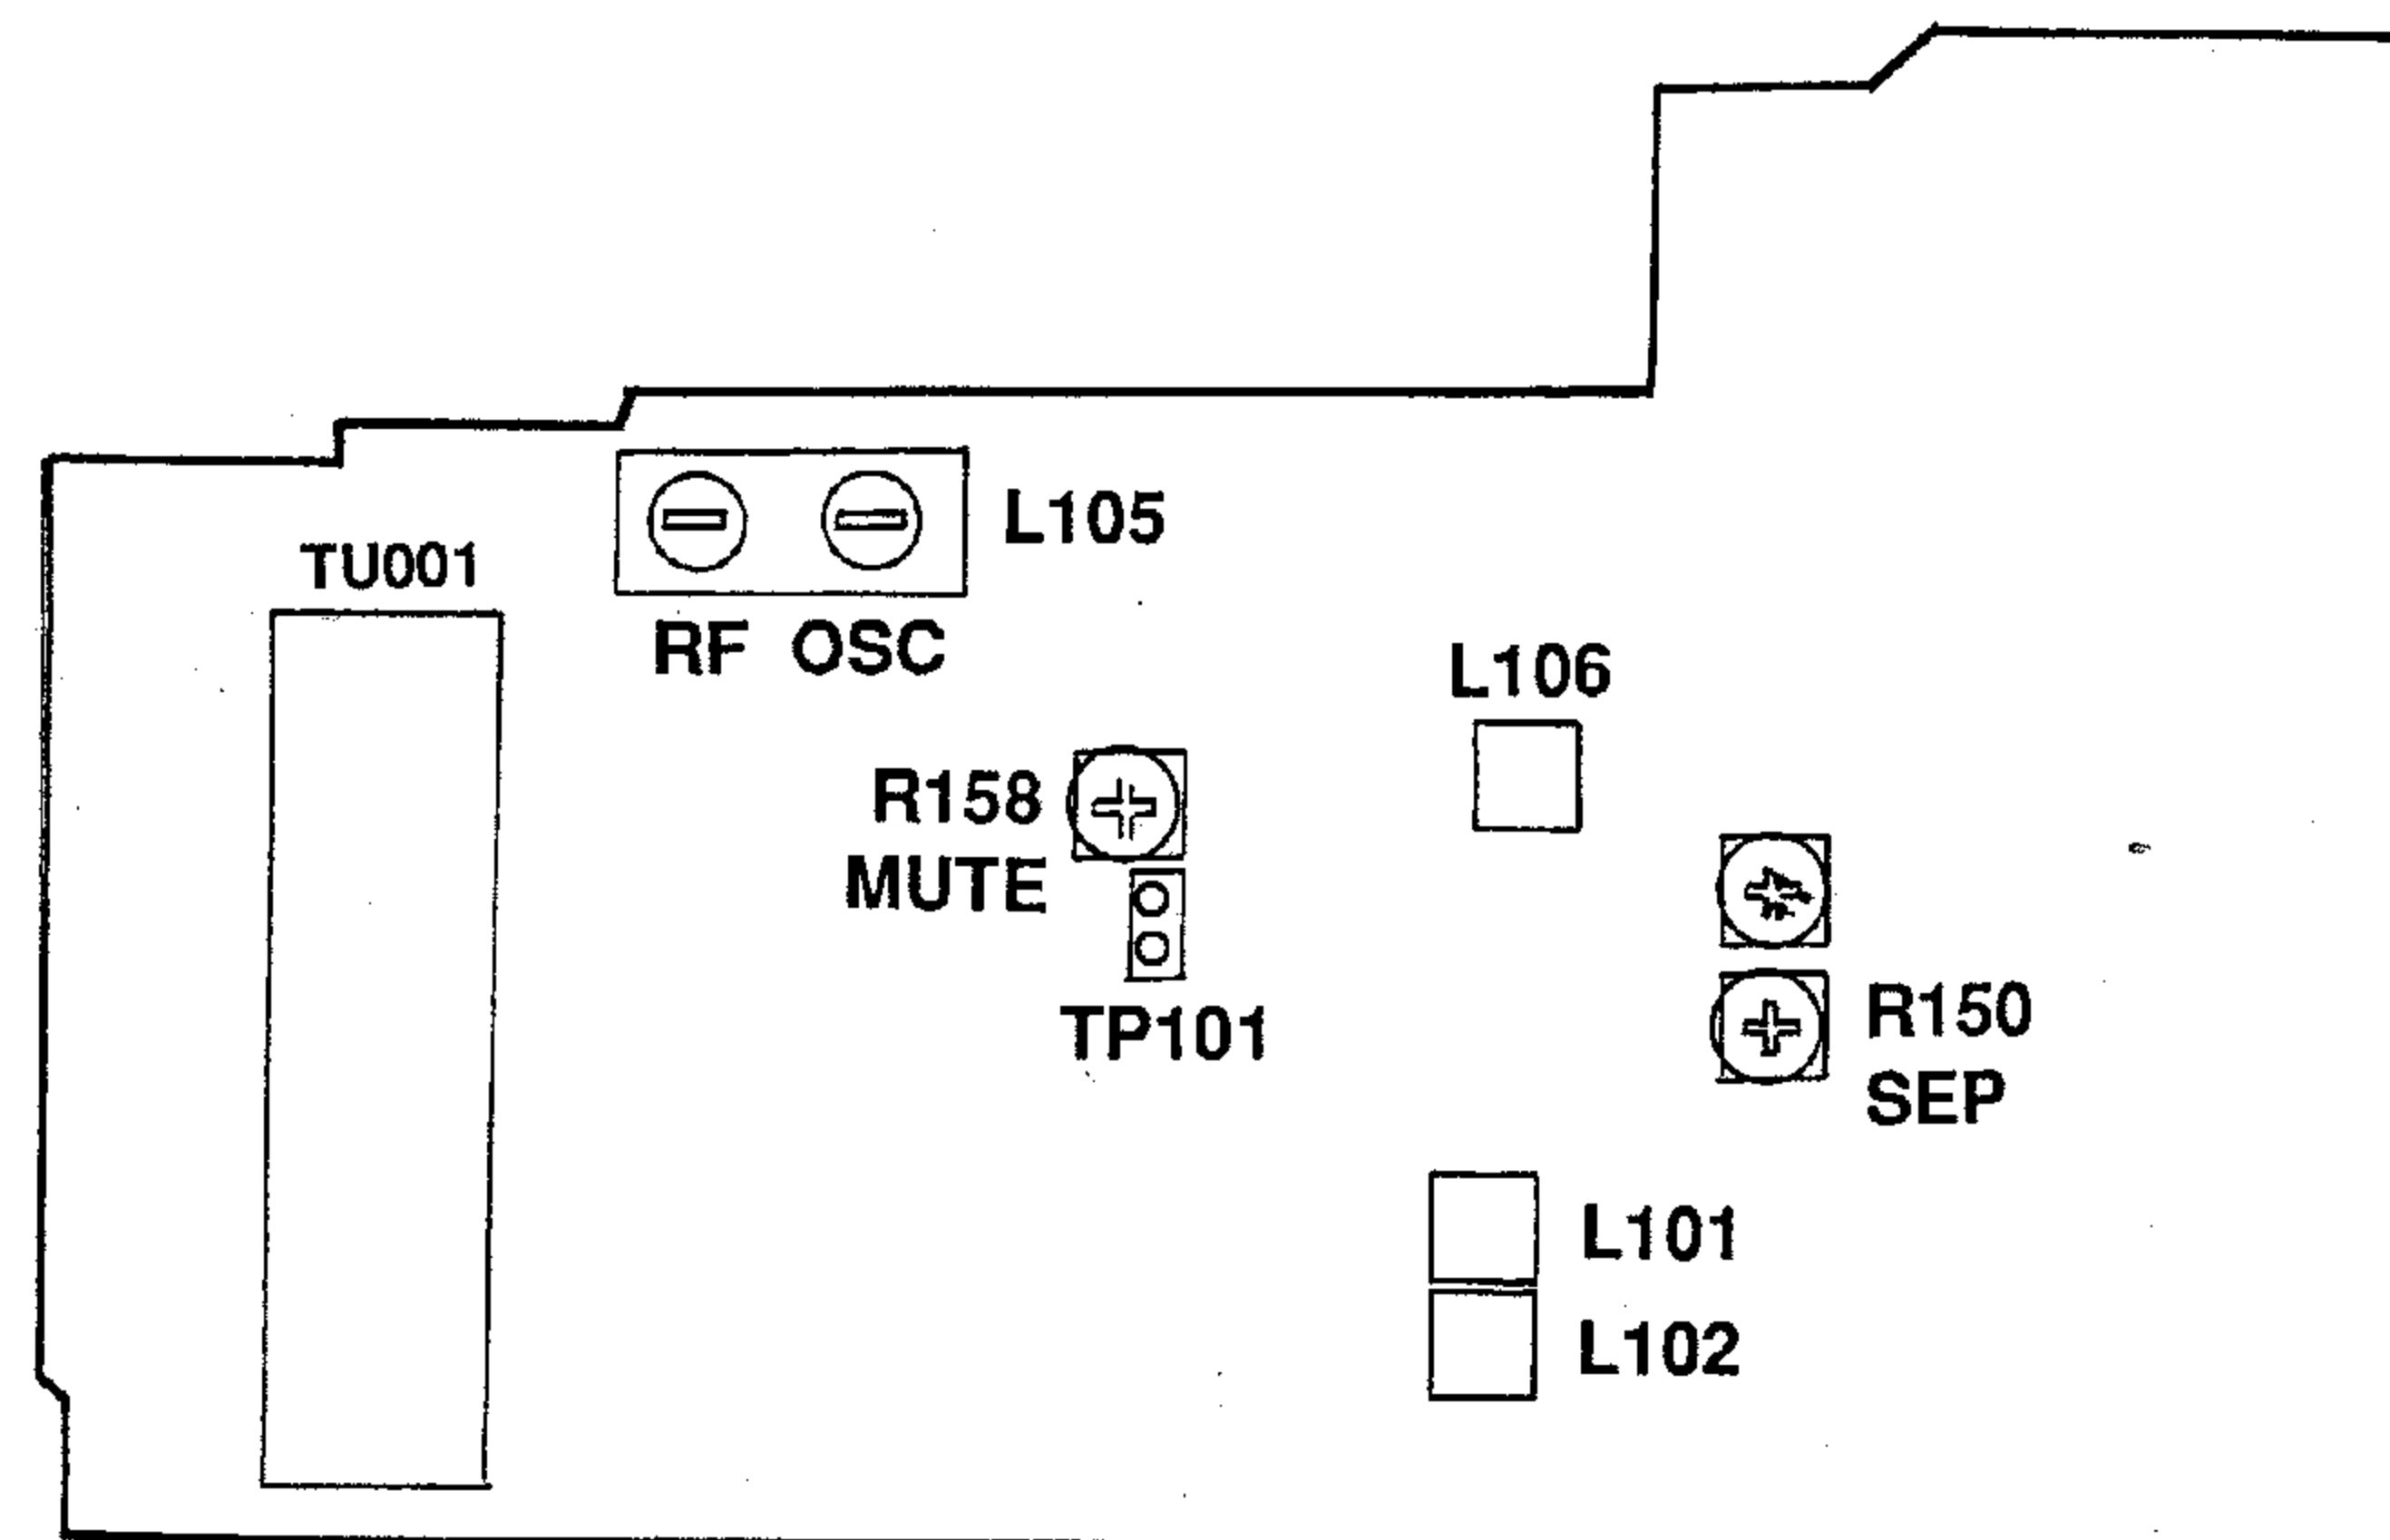 L105
TU001
RF OSC
L106
R158
MUTE
TP101
R150
SEP
L101
L102